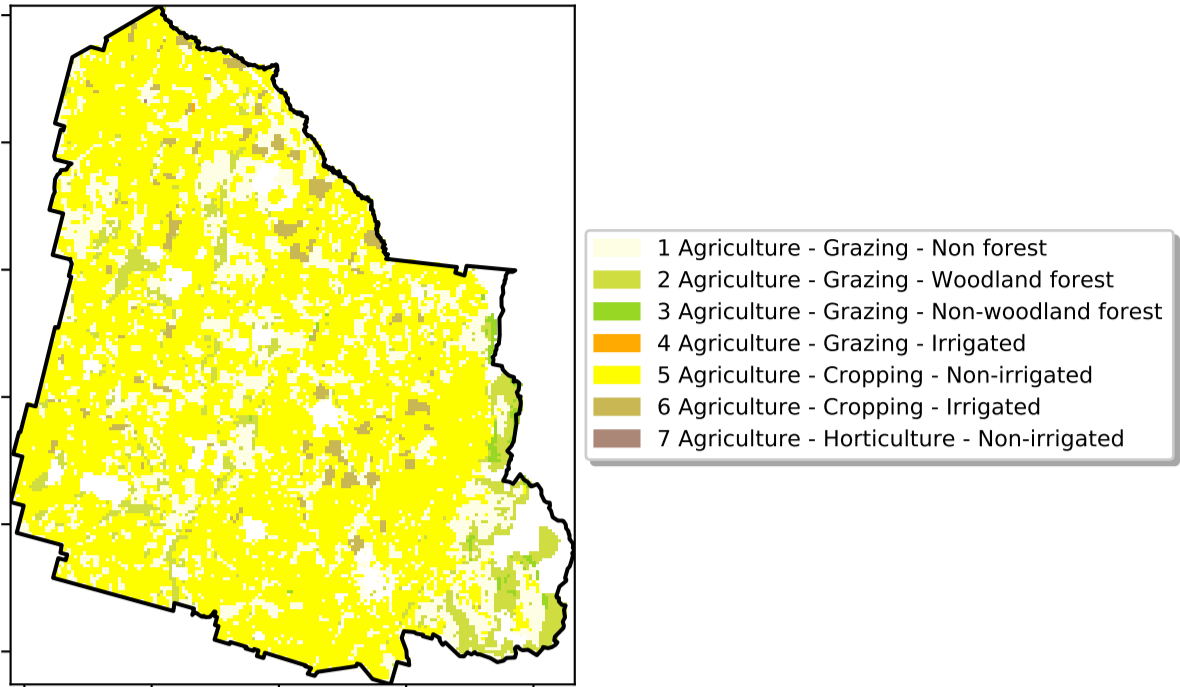 1 Agriculture - Grazing - Non forest
2 Agriculture - Grazing - Woodland forest
3 Agriculture - Grazing - Non-woodland forest
4 Agriculture - Grazing - Irrigated
5 Agriculture - Cropping - Non-irrigated
6 Agriculture - Cropping - Irrigated
7 Agriculture - Horticulture - Non-irrigated